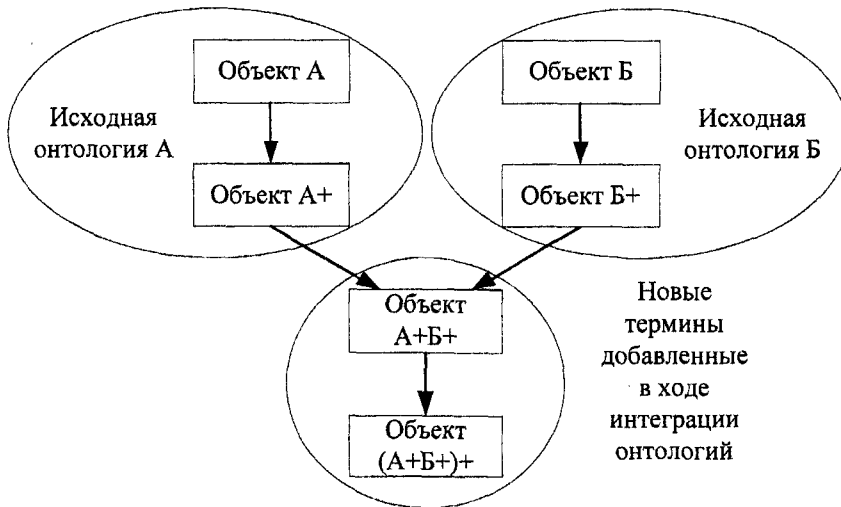 Объект А
Объект Б
Исходная
онтология А
Исходная
онтология Б
Объект А+
Объект Б+
Объект
А+Б+
Новые
термины
добавленные
в ходе
интеграции
онтологий
Объект
(А+Б+)+